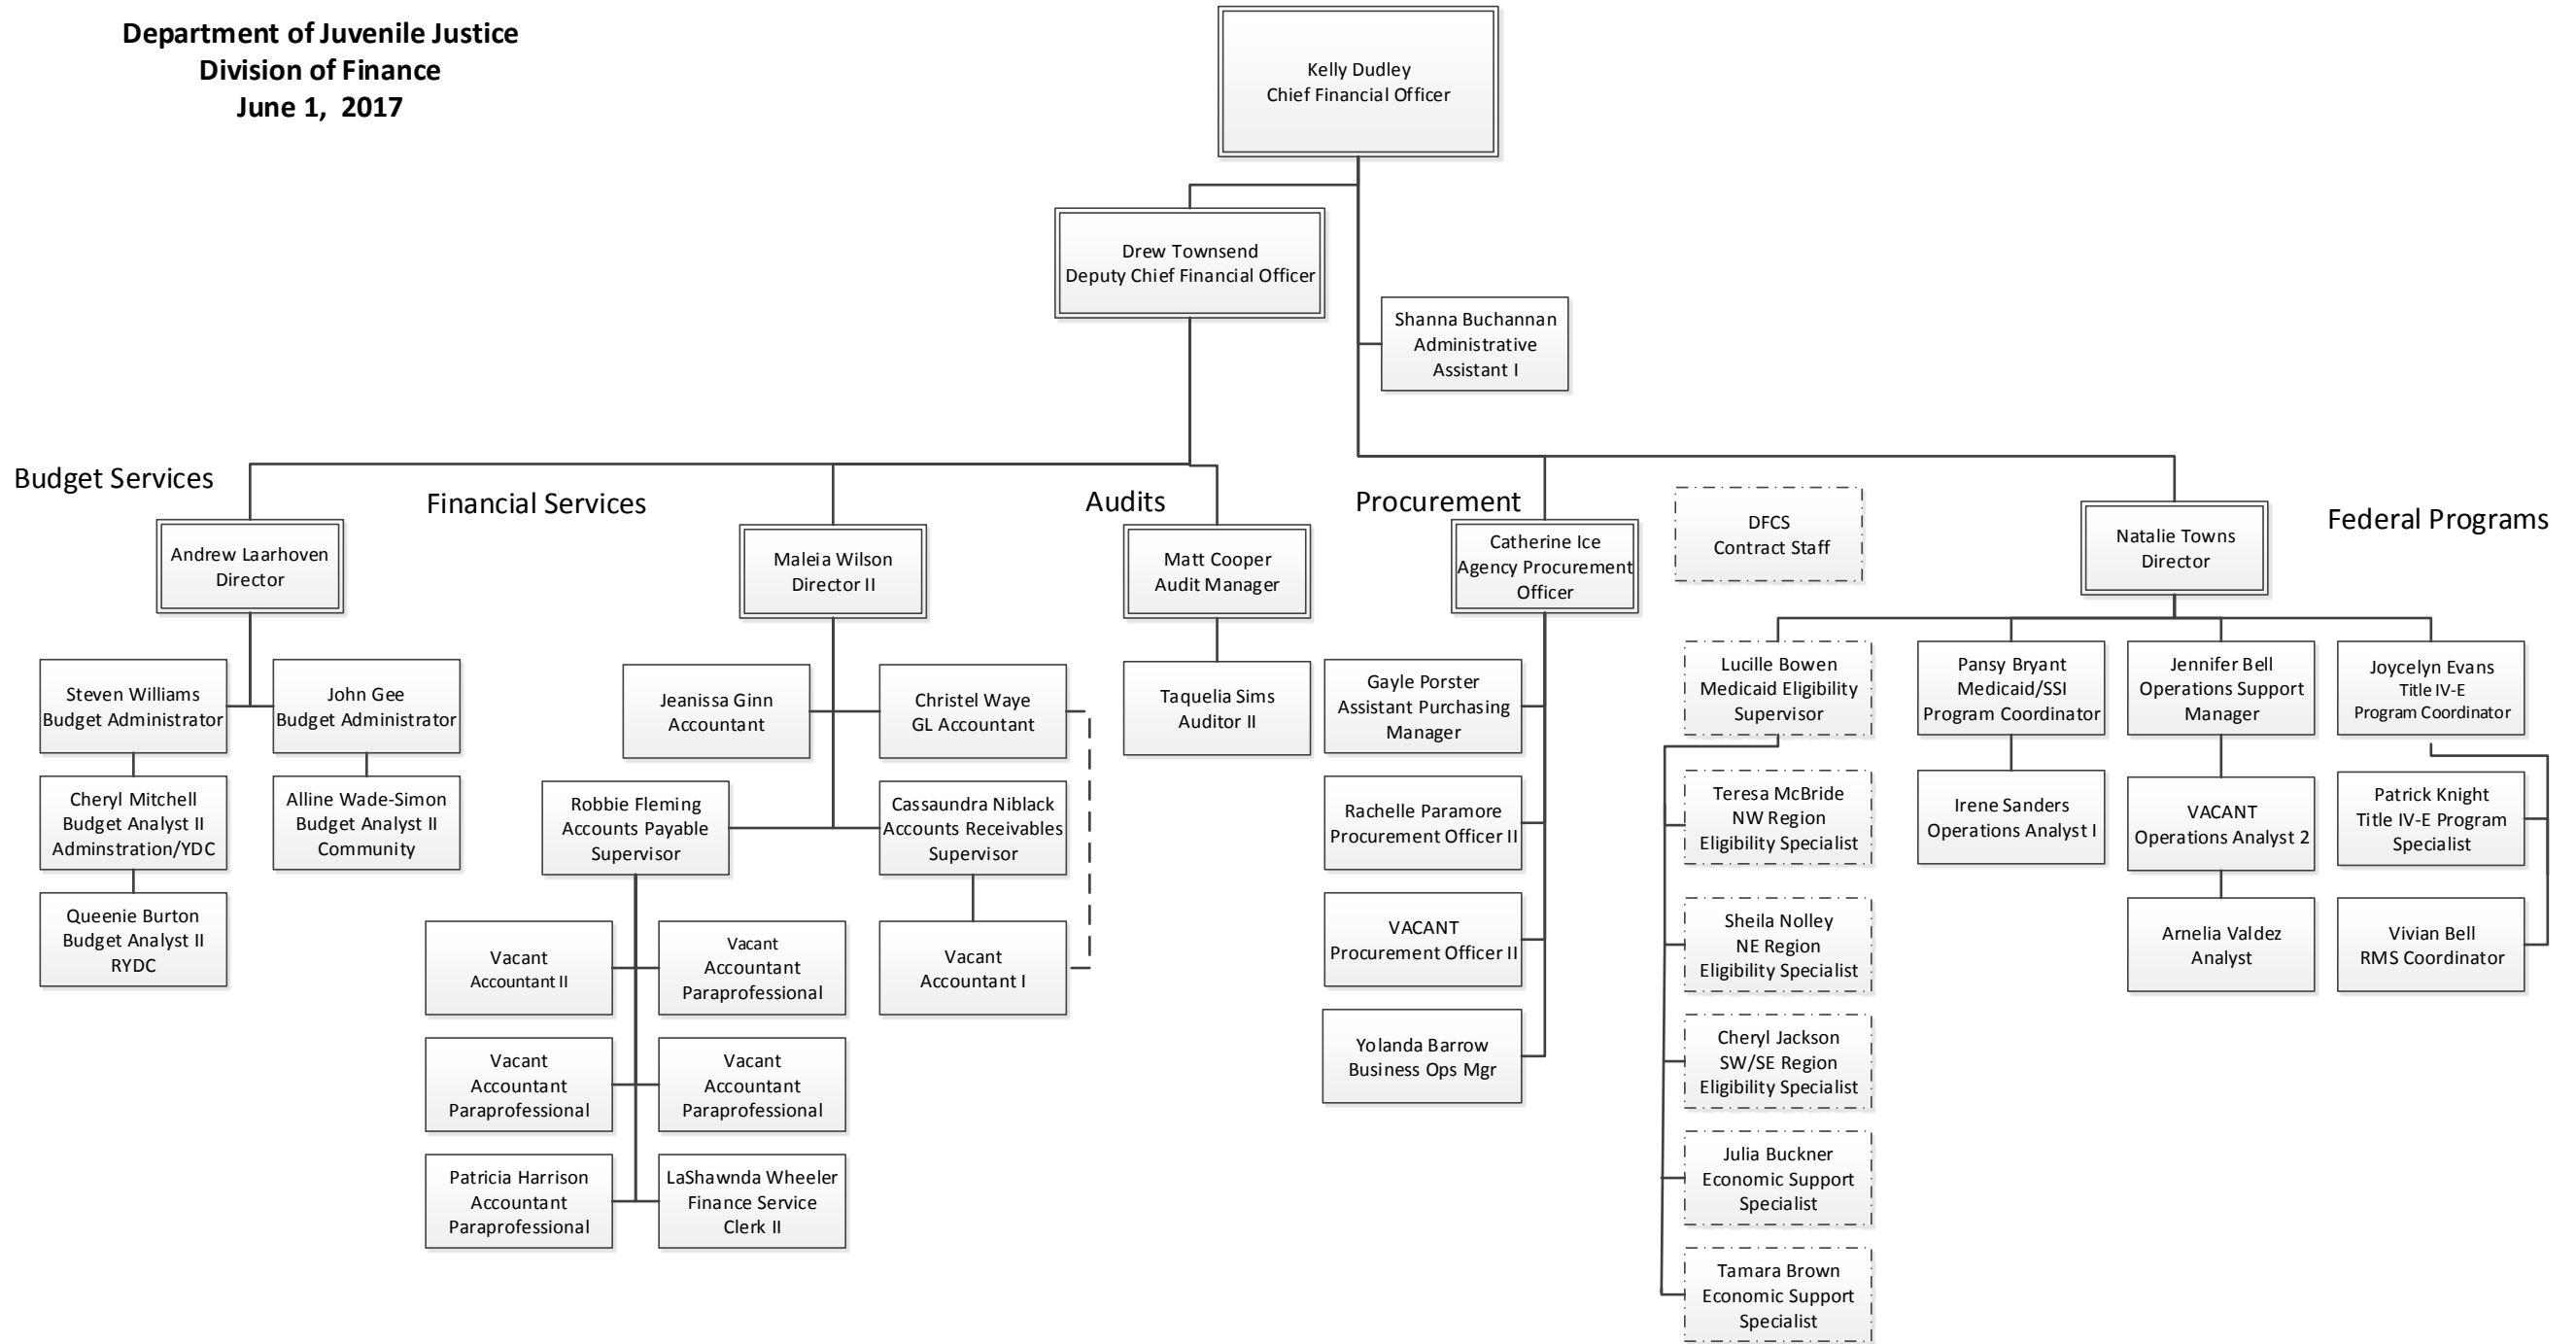 Department of Juvenile Justice
Division of Finance
June 1, 2017
Kelly Dudley
Chief Financial Officer
Drew Townsend
Deputy Chief Financial Officer
Shanna Buchannan
Administrative
Assistant I
Budget Services
Financial Services
Audits
Procurement
Federal Programs
Andrew Laarhoven
Director
Maleia Wilson
Director II
Matt Cooper
Audit Manager
Catherine Ice
Agency Procurement
Officer
DFCS
Contract Staff
Natalie Towns
Director
Steven Williams
Budget Administrator
John Gee
Budget Administrator
Cheryl Mitchell
Budget Analyst II
Adminstration/YDC
Alline Wade-Simon
Budget Analyst II
Community
Queenie Burton
Budget Analyst II
RYDC
Jeanissa Ginn
Accountant
Christel Waye
GL Accountant
Robbie Fleming
Accounts Payable
Supervisor
Cassaundra Niblack
Accounts Receivables
Supervisor
Vacant
Accountant II
Vacant
Accountant
Paraprofessional
Vacant
Accountant I
Vacant
Accountant
Paraprofessional
Vacant
Accountant
Paraprofessional
Patricia Harrison
Accountant
Paraprofessional
LaShawnda Wheeler
Finance Service
Clerk II
Taquelia Sims
Auditor II
Gayle Porster
Assistant Purchasing
Manager
Rachelle Paramore
Procurement Officer II
VACANT
Procurement Officer II
Yolanda Barrow
Business Ops Mgr
Lucille Bowen
Medicaid Eligibility
Supervisor
Teresa McBride
NW Region
Eligibility Specialist
Sheila Nolley
NE Region
Eligibility Specialist
Cheryl Jackson
SW/SE Region
Eligibility Specialist
Julia Buckner
Economic Support
Specialist
Tamara Brown
Economic Support
Specialist
Pansy Bryant
Medicaid/SSI
Program Coordinator
Irene Sanders
Operations Analyst I
Jennifer Bell
Operations Support
Manager
VACANT
Operations Analyst 2
Arnelia Valdez
Analyst
Joycelyn Evans
Title IV-E
Program Coordinator
Patrick Knight
Title IV-E Program
Specialist
Vivian Bell
RMS Coordinator